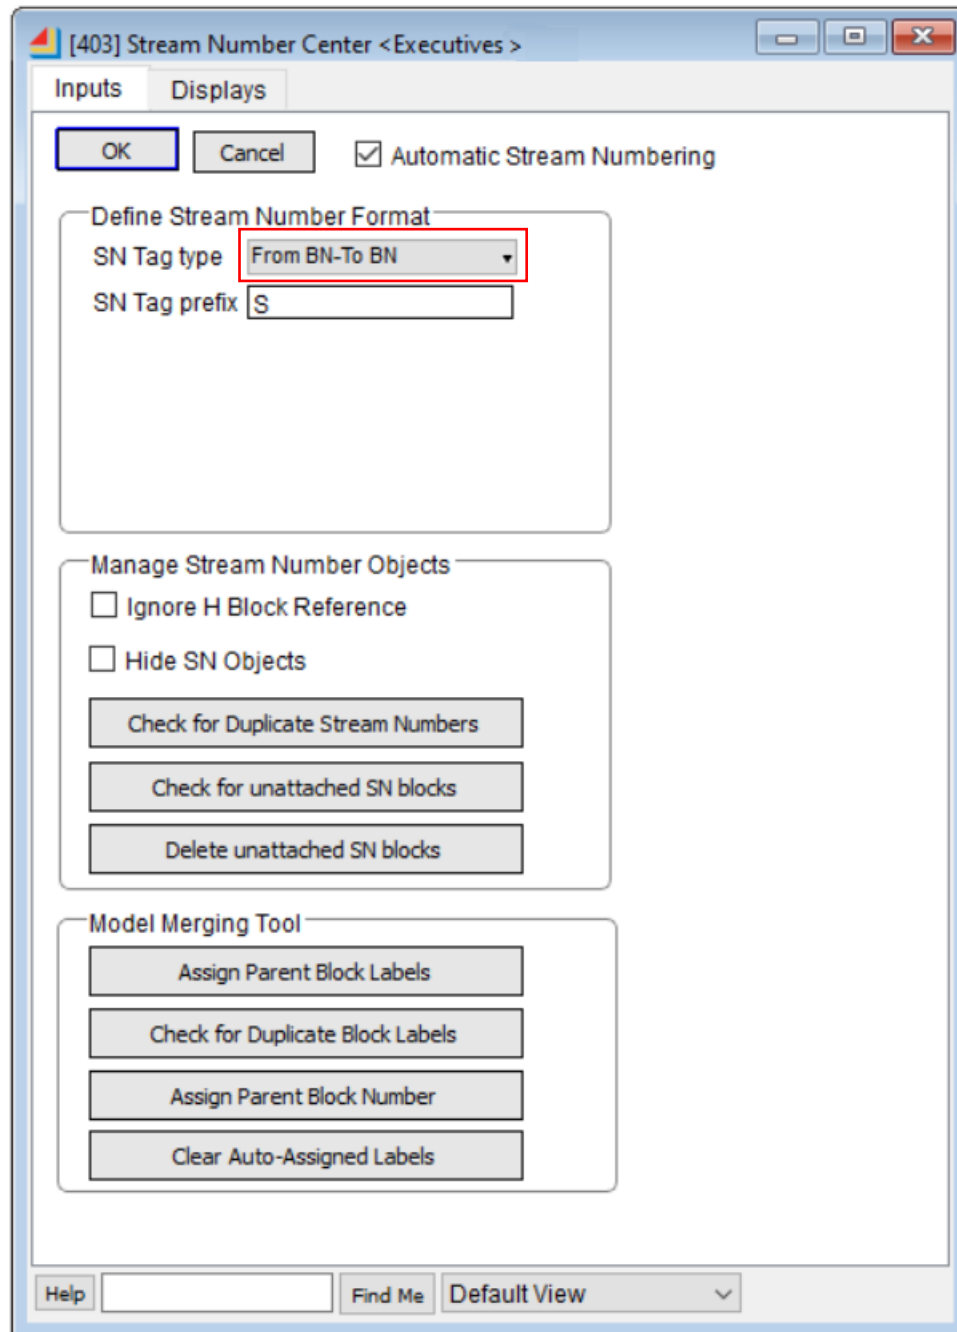 [403] Stream Number Center <Executives >
Inputs Displays
OK Cancel Automatic Stream Numbering
Define Stream Number Format
SN Tag type From BN-To BN
SN Tag prefix S
Manage Stream Number Objects
Ignore H Block Reference
Hide SN Objects
Check for Duplicate Stream Numbers
Check for unattached SN blocks
Delete unattached SN blocks
Model Merging Tool
Assign Parent Block Labels
Check for Duplicate Block Labels
Assign Parent Block Number
Clear Auto-Assigned Labels
Help Find Me Default View